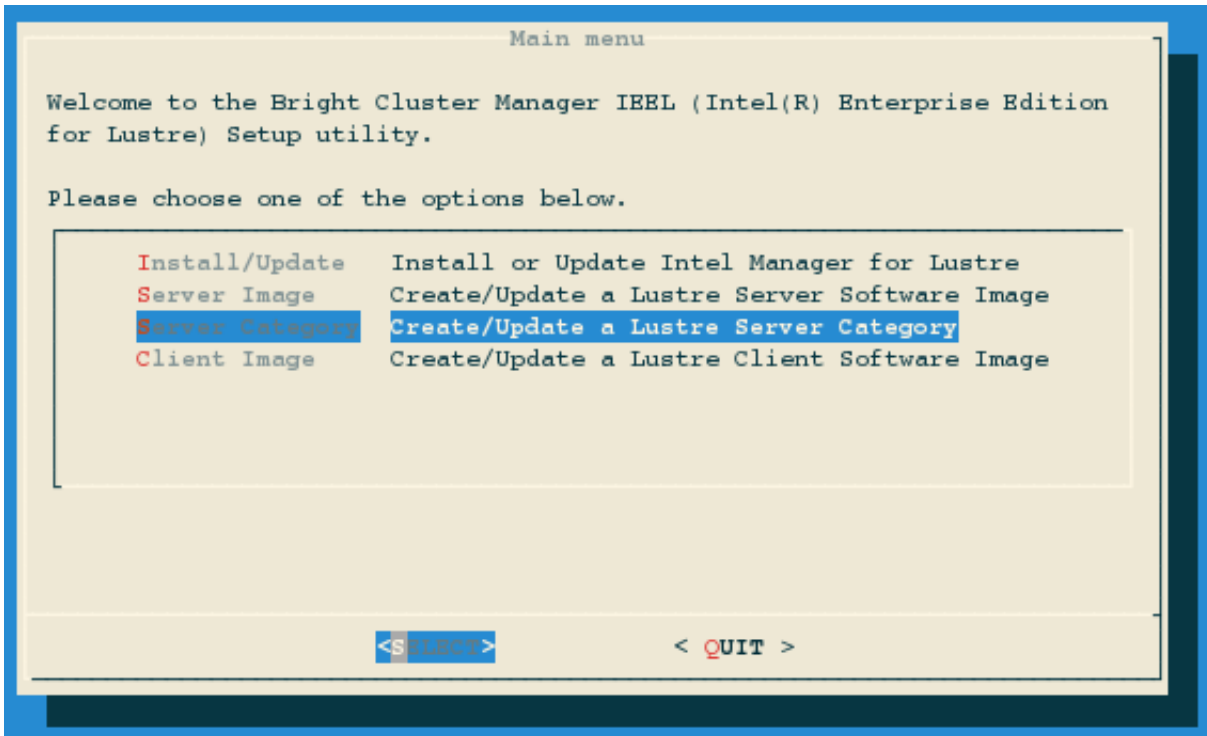 Main menu
Welcome to the Bright Cluster Manager IEEL (Intel(R) Enterprise Edition
for Lustre) Setup utility.
Please choose one of the options below.
Install/Update Install or Update Intel Manager for Lustre
Server Image Create/Update a Lustre Server Software Image
Server Category Create/Update a Lustre Server Category
Client Image Create/Update a Lustre Client Software Image
<SELECT> < QUIT >